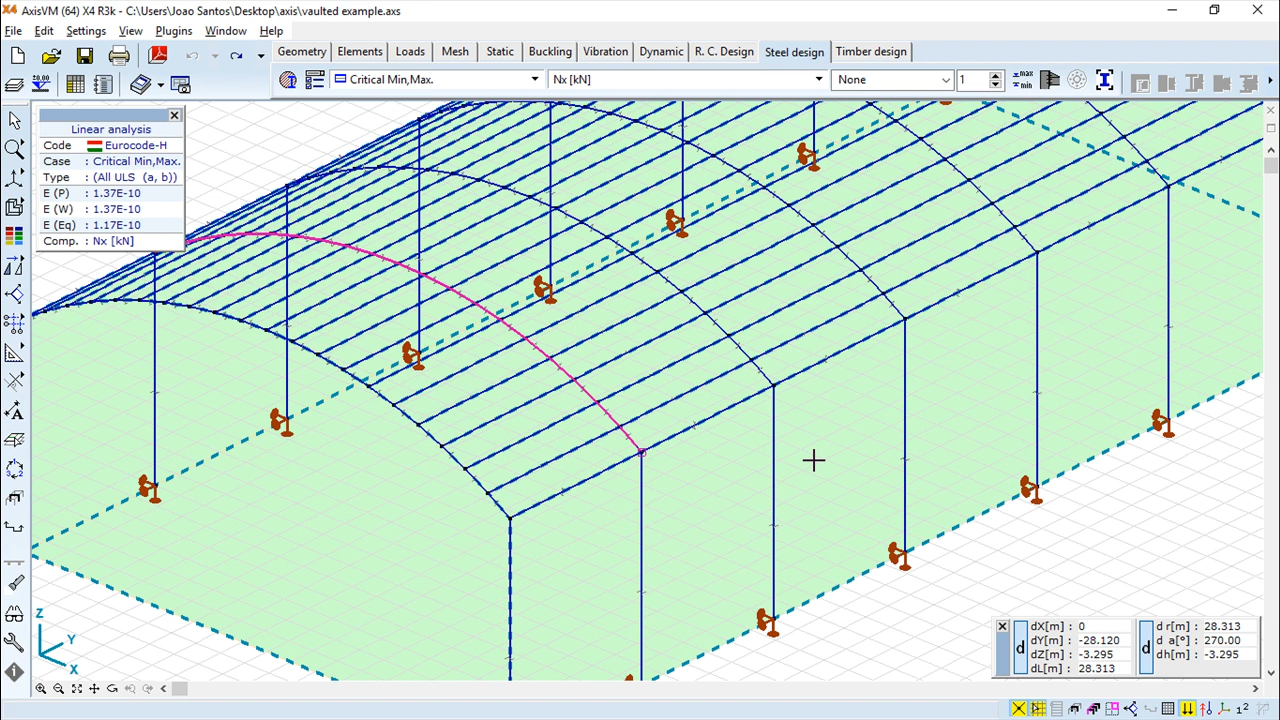 AxisVM (64) X4 R3k - C:\Users\Joao Santos\Desktop\axis\vaulted example.axs
File Edit Settings View Plugins Window Help
Geometry Elements Loads Mesh Static Buckling Vibration Dynamic R. C. Design Steel design Timber design
Critical Min,Max. Nx [kN] None 1 max min
Linear analysis
Code Eurocode-H
Case : Critical Min,Max.
Type : (All ULS (a, b))
E (P) : 1.37E-10
E (W) : 1.37E-10
E (Eq) : 1.17E-10
Comp. : Nx [kN]
Z
Y
X
d
dX[m] : 0
dY[m] : -28.120
dZ[m] : -3.295
dL[m] : 28.313
d
d r[m] : 28.313
d a[°] : 270.00
dh[m] : -3.295